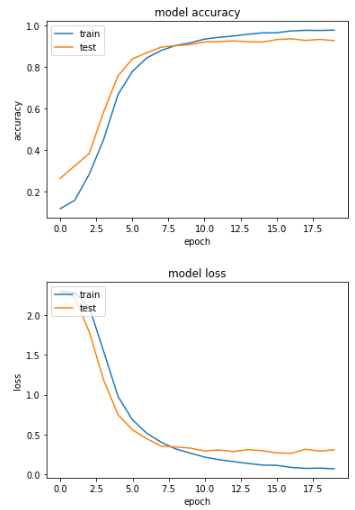 model accuracy
train
test
1.0
0.8
0.6
0.4
0.2
accuracy
0.0 2.5 5.0 7.5 10.0 12.5 15.0 17.5
epoch
model loss
train
test
2.0
1.5
1.0
0.5
0.0
loss
0.0 2.5 5.0 7.5 10.0 12.5 15.0 17.5
epoch